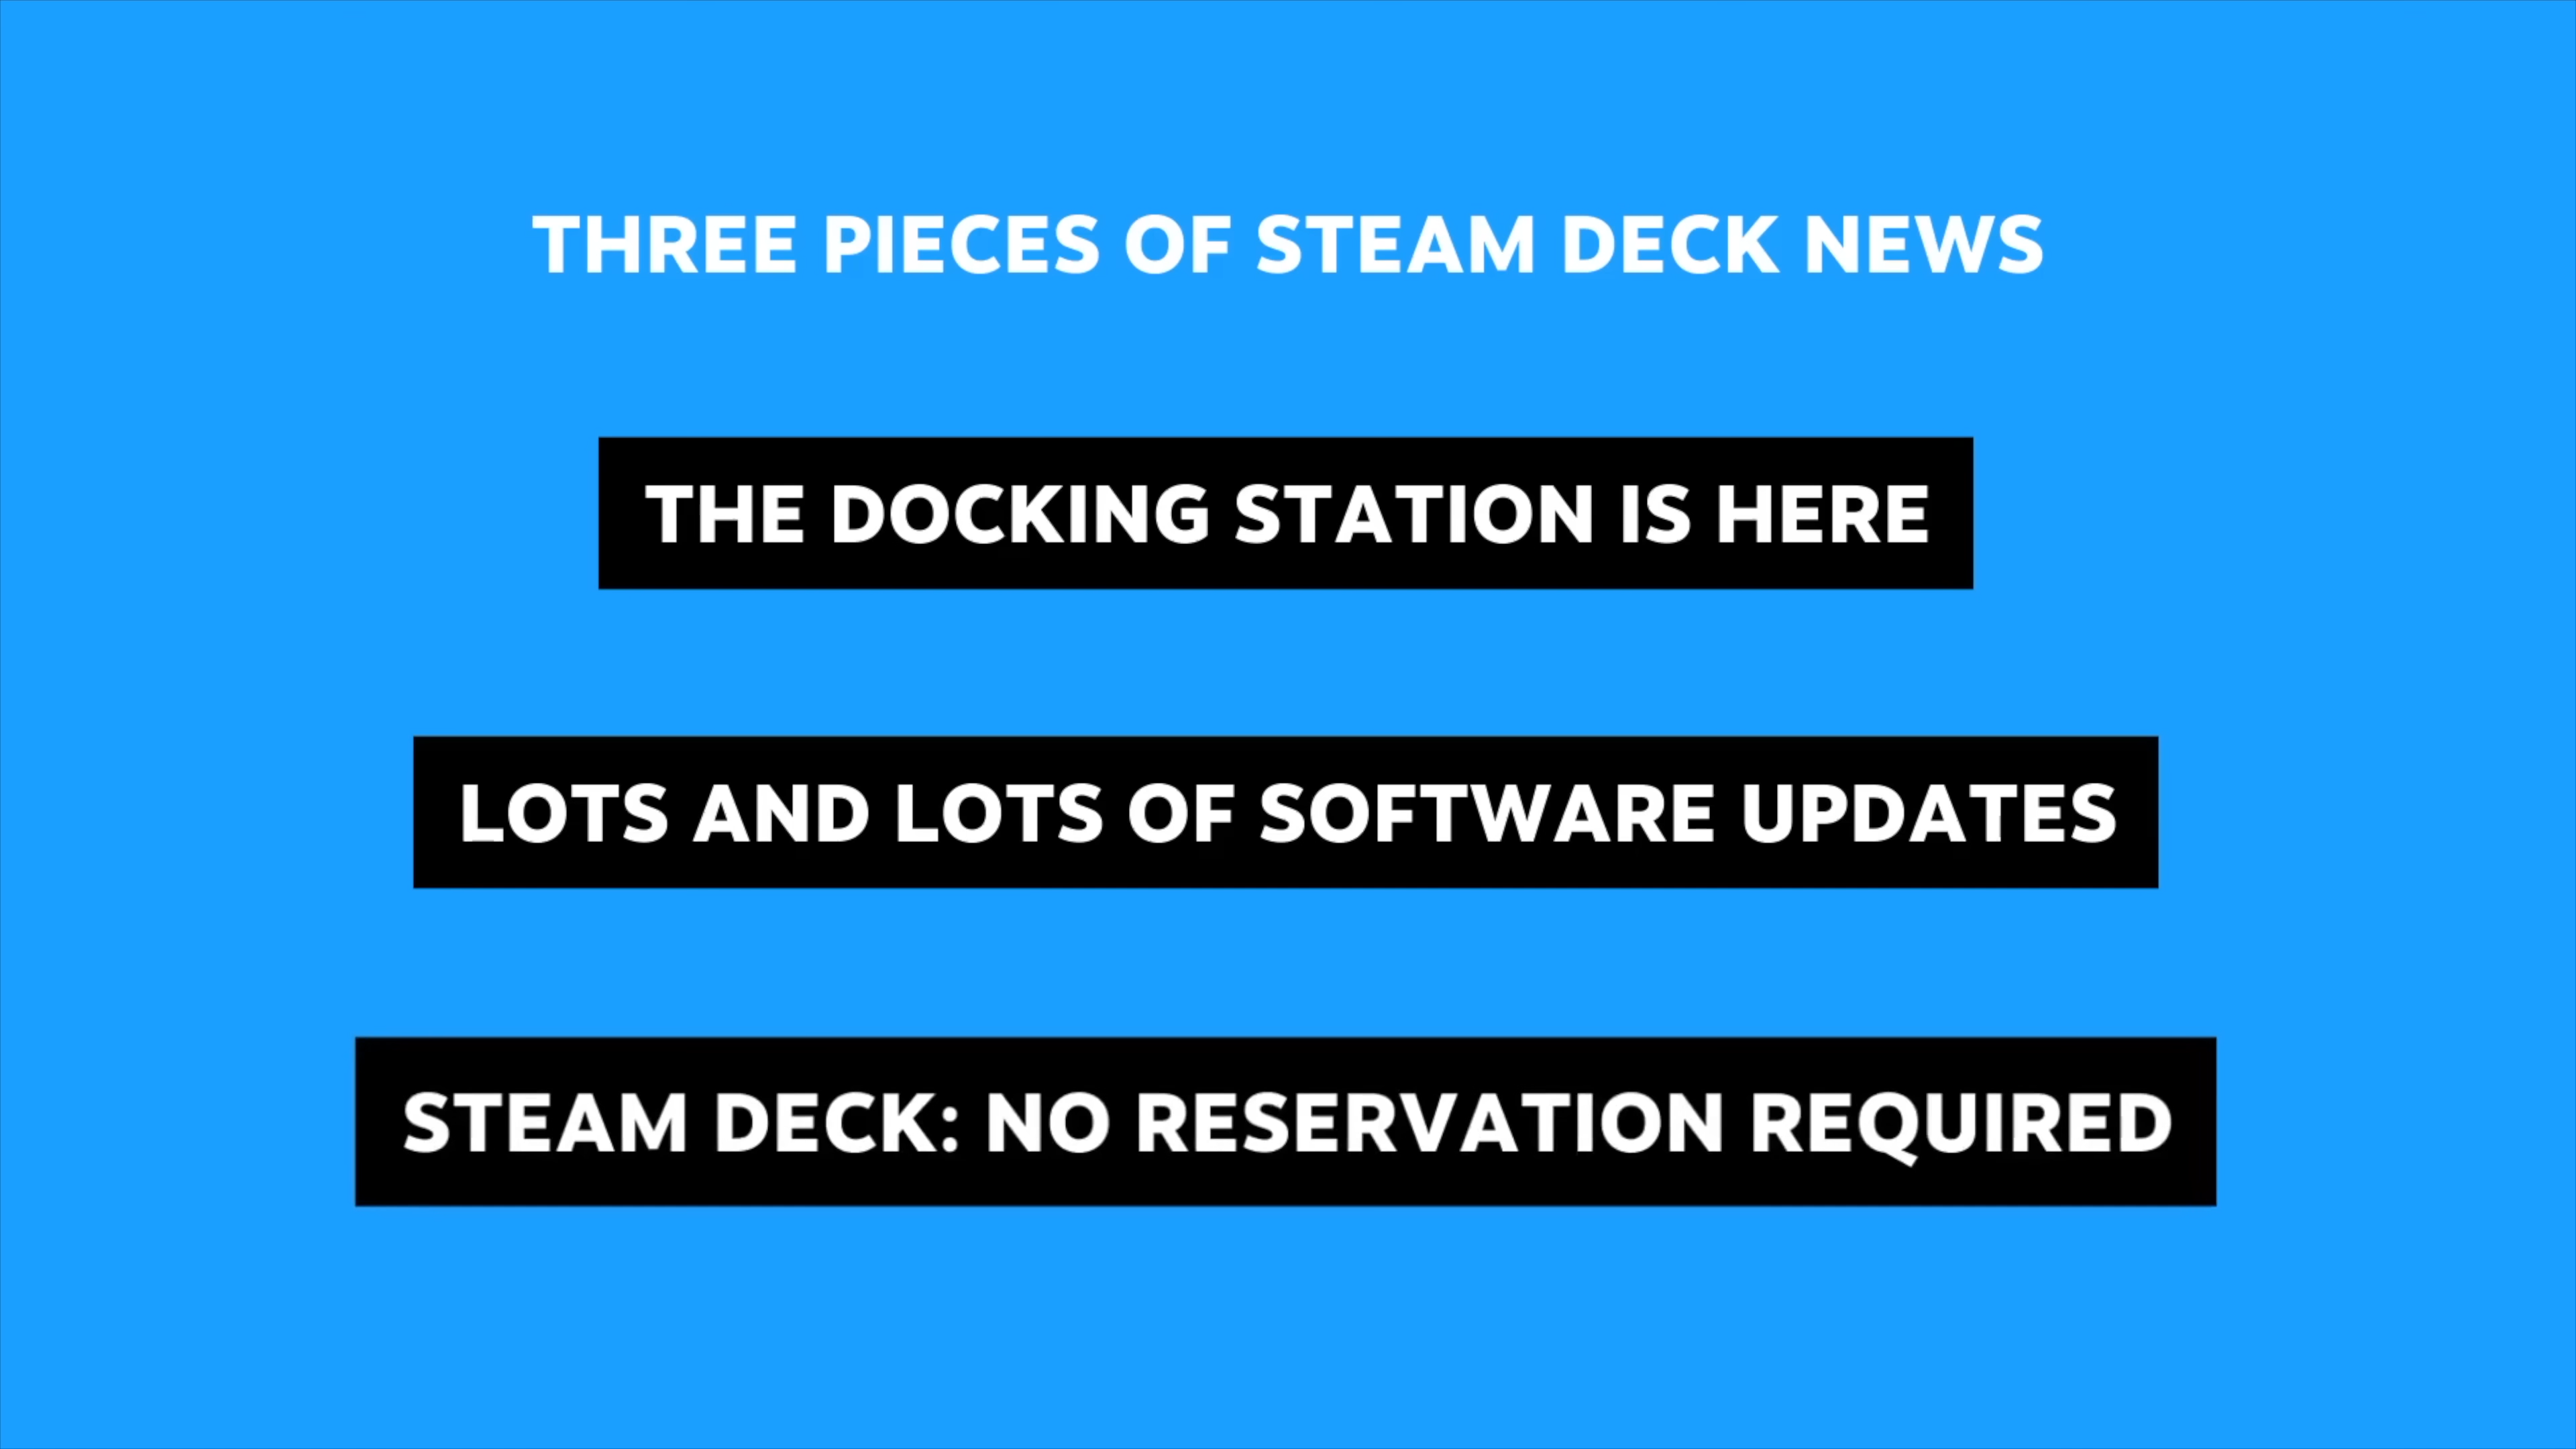 THREE PIECES OF STEAM DECK NEWS
THE DOCKING STATION IS HERE
LOTS AND LOTS OF SOFTWARE UPDATES
STEAM DECK: NO RESERVATION REQUIRED